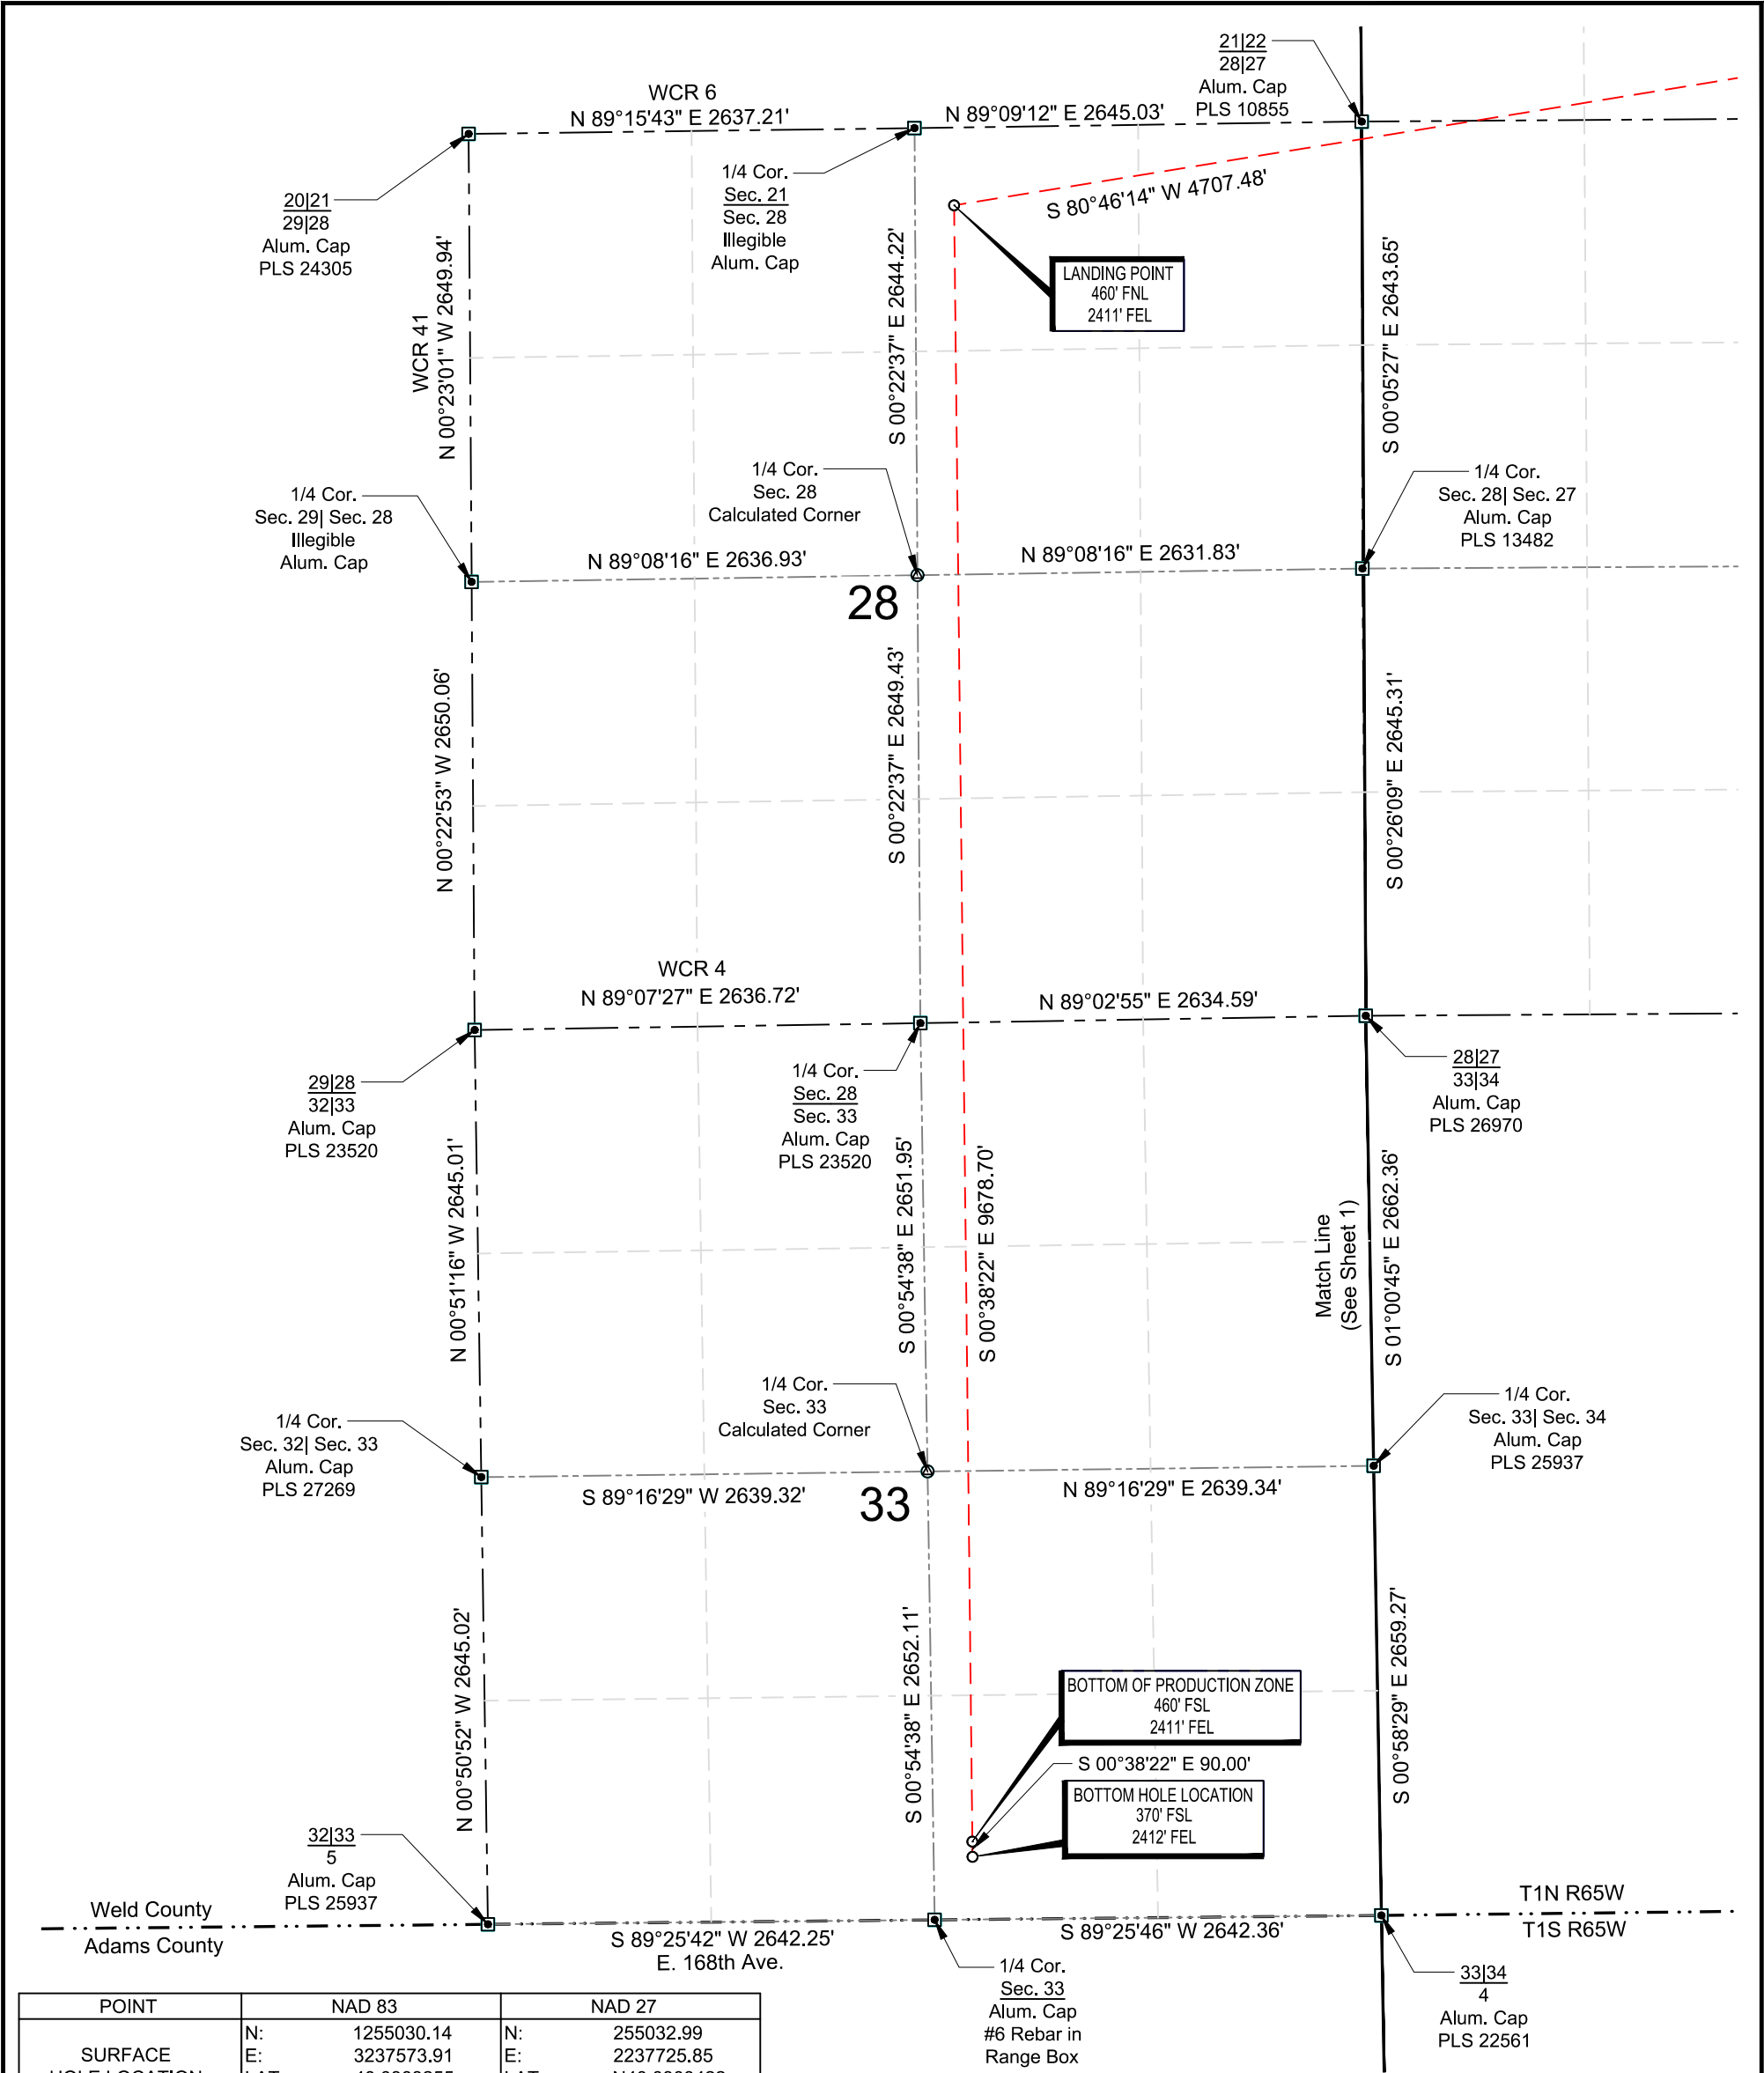 21|22
28|27
Alum. Cap
PLS 10855
WCR 6
N 89°15'43" E 2637.21'
N 89°09'12" E 2645.03'
1/4 Cor.
Sec. 21
Sec. 28
Illegible
Alum. Cap
20|21
29|28
Alum. Cap
PLS 24305
S 80°46'14" W 4707.48'
LANDING POINT
460' FNL
2411' FEL
WCR 41
N 00°23'01" W 2649.94'
S 00°22'37" E 2644.22'
S 00°05'27" E 2643.65'
1/4 Cor.
Sec. 29| Sec. 28
Illegible
Alum. Cap
1/4 Cor.
Sec. 28
Calculated Corner
1/4 Cor.
Sec. 28| Sec. 27
Alum. Cap
PLS 13482
N 89°08'16" E 2636.93'
N 89°08'16" E 2631.83'
28
N 00°22'53" W 2650.06'
S 00°22'37" E 2649.43'
S 00°26'09" E 2645.31'
WCR 4
N 89°07'27" E 2636.72'
N 89°02'55" E 2634.59'
29|28
32|33
Alum. Cap
PLS 23520
1/4 Cor.
Sec. 28
Sec. 33
Alum. Cap
PLS 23520
28|27
33|34
Alum. Cap
PLS 26970
N 00°51'16" W 2645.01'
S 00°54'38" E 2651.95'
S 00°38'22" E 9678.70'
Match Line
(See Sheet 1)
S 01°00'45" E 2662.36'
1/4 Cor.
Sec. 32| Sec. 33
Alum. Cap
PLS 27269
1/4 Cor.
Sec. 33
Calculated Corner
1/4 Cor.
Sec. 33| Sec. 34
Alum. Cap
PLS 25937
S 89°16'29" W 2639.32'
N 89°16'29" E 2639.34'
33
N 00°50'52" W 2645.02'
S 00°54'38" E 2652.11'
S 00°58'29" E 2659.27'
BOTTOM OF PRODUCTION ZONE
460' FSL
2411' FEL
S 00°38'22" E 90.00'
BOTTOM HOLE LOCATION
370' FSL
2412' FEL
32|33
5
Alum. Cap
PLS 25937
Weld County
Adams County
T1N R65W
T1S R65W
S 89°25'42" W 2642.25'
E. 168th Ave.
S 89°25'46" W 2642.36'
1/4 Cor.
Sec. 33
Alum. Cap
#6 Rebar in
Range Box
33|34
4
Alum. Cap
PLS 22561
POINT NAD 83 NAD 27
N: 1255030.14 N: 255032.99
SURFACE E: 3237573.91 E: 2237725.85